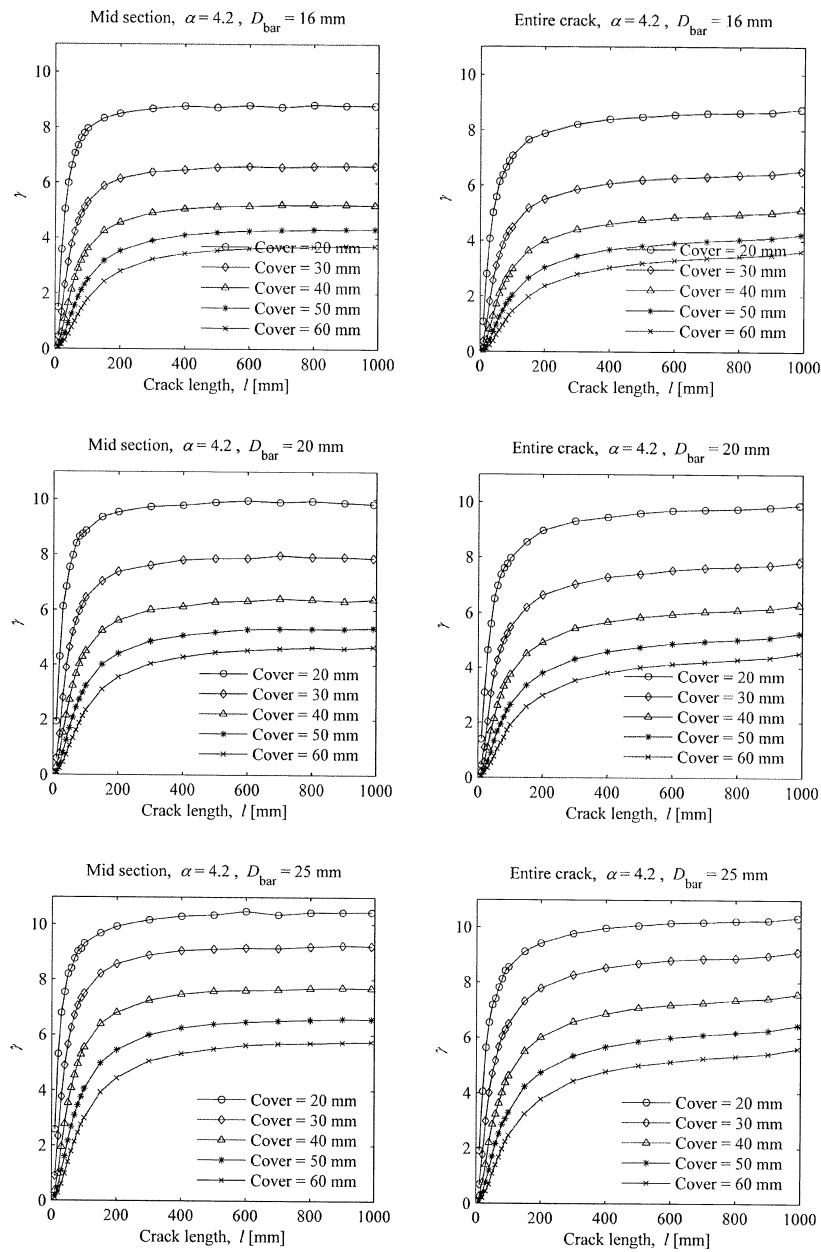 Mid section, α = 4.2 , D_bar = 16 mm
10
8
6
4
2
0
γ
Cover = 20 mm
Cover = 30 mm
Cover = 40 mm
Cover = 50 mm
Cover = 60 mm
0 200 400 600 800 1000
Crack length, l [mm]
Entire crack, α = 4.2 , D_bar = 16 mm
10
8
6
4
2
0
γ
Cover = 20 mm
Cover = 30 mm
Cover = 40 mm
Cover = 50 mm
Cover = 60 mm
0 200 400 600 800 1000
Crack length, l [mm]
Mid section, α = 4.2 , D_bar = 20 mm
10
8
6
4
2
0
γ
Cover = 20 mm
Cover = 30 mm
Cover = 40 mm
Cover = 50 mm
Cover = 60 mm
0 200 400 600 800 1000
Crack length, l [mm]
Entire crack, α = 4.2 , D_bar = 20 mm
10
8
6
4
2
0
γ
Cover = 20 mm
Cover = 30 mm
Cover = 40 mm
Cover = 50 mm
Cover = 60 mm
0 200 400 600 800 1000
Crack length, l [mm]
Mid section, α = 4.2 , D_bar = 25 mm
10
8
6
4
2
0
γ
Cover = 20 mm
Cover = 30 mm
Cover = 40 mm
Cover = 50 mm
Cover = 60 mm
0 200 400 600 800 1000
Crack length, l [mm]
Entire crack, α = 4.2 , D_bar = 25 mm
10
8
6
4
2
0
γ
Cover = 20 mm
Cover = 30 mm
Cover = 40 mm
Cover = 50 mm
Cover = 60 mm
0 200 400 600 800 1000
Crack length, l [mm]